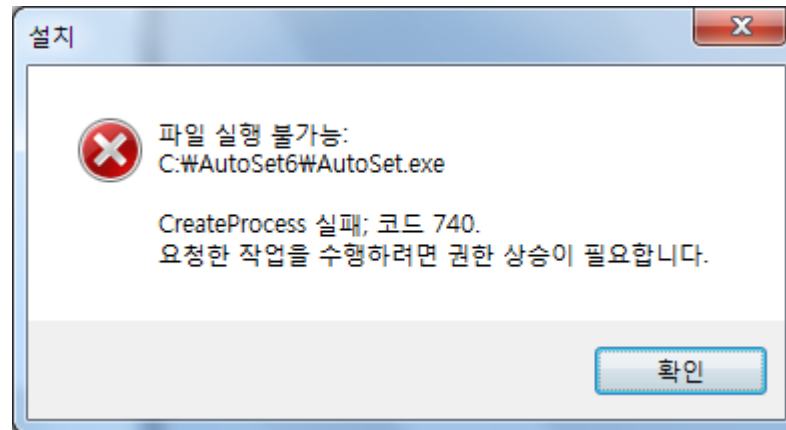 설치
파일 실행 불가능:
C:₩AutoSet6₩AutoSet.exe
CreateProcess 실패; 코드 740.
요청한 작업을 수행하려면 권한 상승이 필요합니다.
확인